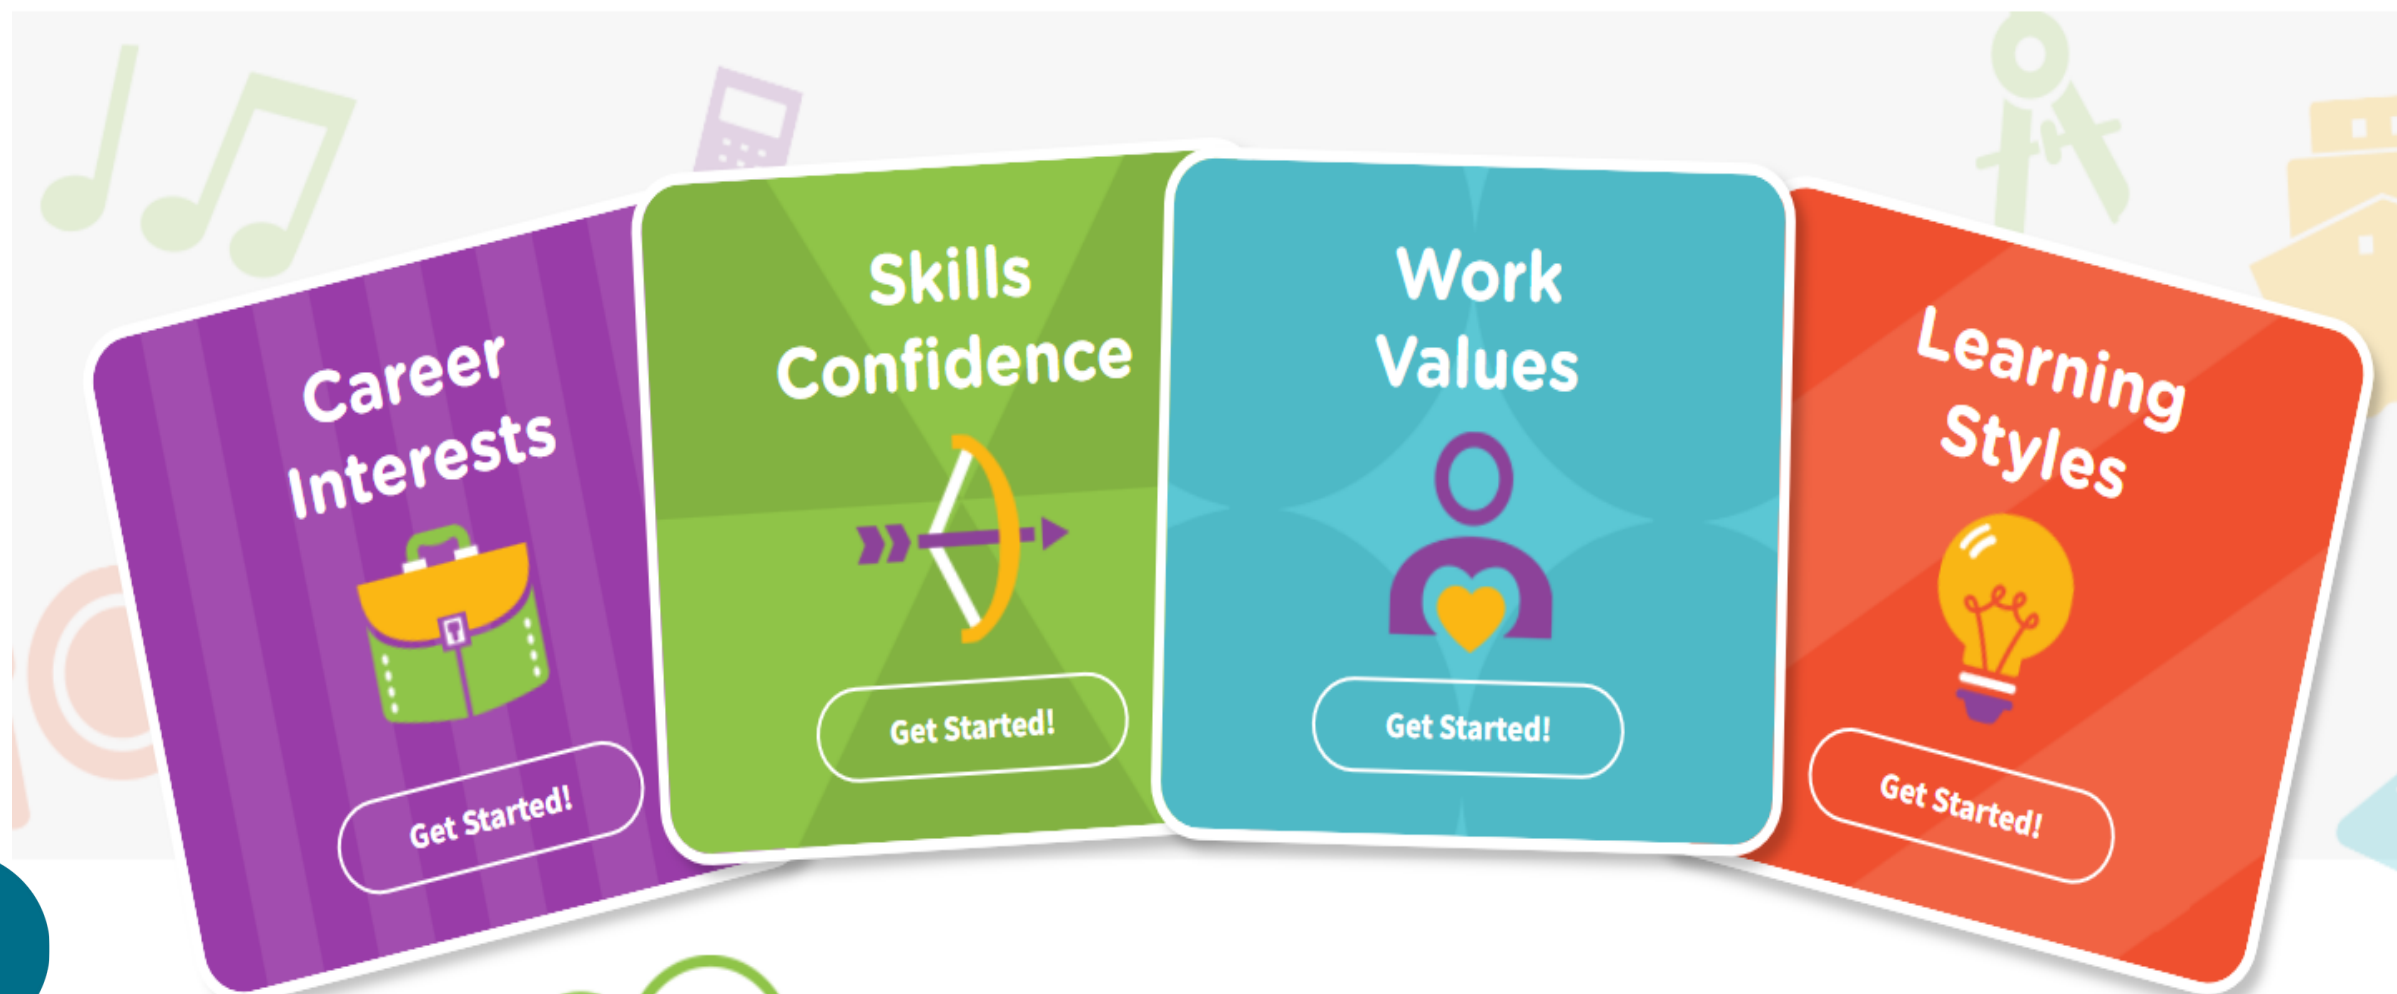 Career
Interests
Get Started!
Skills
Confidence
Get Started!
Work
Values
Get Started!
Learning
Styles
Get Started!